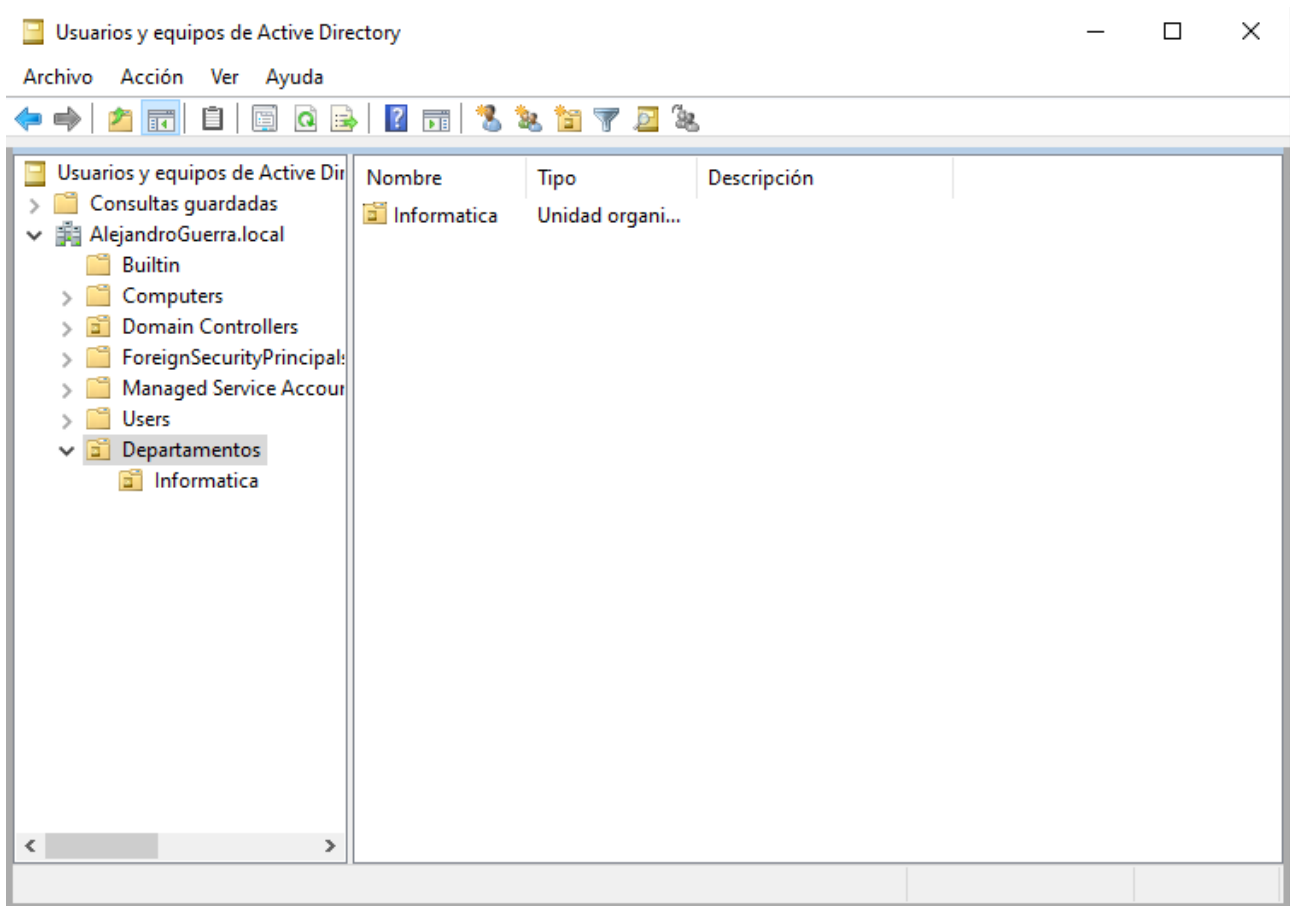 Usuarios y equipos de Active Directory
Archivo Acción Ver Ayuda
Usuarios y equipos de Active Dir
Consultas guardadas
AlejandroGuerra.local
Builtin
Computers
Domain Controllers
ForeignSecurityPrincipals
Managed Service Accour
Users
Departamentos
Informatica
Nombre Tipo Descripción
Informatica Unidad organi...